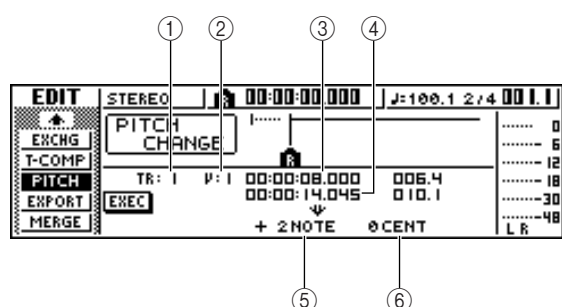 ① ② ③ ④
EDIT STEREO R 00:00:00.000 ♩=100.1 2/4 001.1
PITCH CHANGE
EXCHG
T-COMP
PITCH
EXPORT
MERGE
R
TR: 1 V: 1 00:00:08.000 006.4
EXEC 00:00:14.045 010.1
+ 2NOTE 0CENT
0
6
12
18
30
48
L R
⑤ ⑥